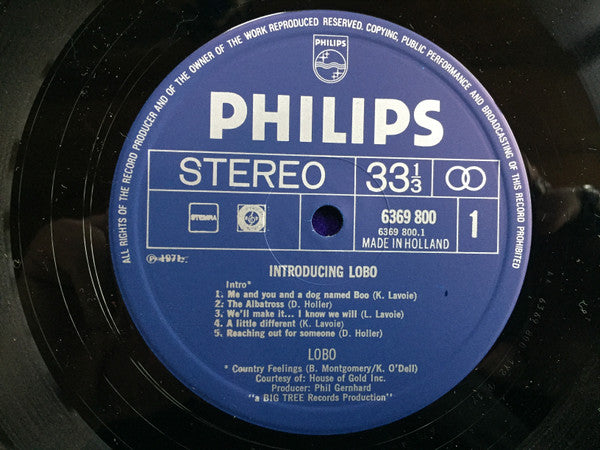 ALL RIGHTS OF THE RECORD PRODUCER AND OF THE OWNER OF THE WORK REPRODUCED RESERVED. COPYING, PUBLIC PERFORMANCE AND BROADCASTING OF THIS RECORD PROHIBITED
PHILIPS
PHILIPS
STEREO 33 1/3
STEMRA
6369 800
6369 800.1
MADE IN HOLLAND
1
℗ 1971
INTRODUCING LOBO
Intro*
1. Me and you and a dog named Boo (K. Lavoie)
2. The Albatross (D. Holler)
3. We'll make it... I know we will (L. Lavoie)
4. A little different (K. Lavoie)
5. Reaching out for someone (D. Holler)
LOBO
* Country Feelings (B. Montgomery/K. O'Dell)
Courtesy of: House of Gold Inc.
Producer: Phil Gernhard
"a BIG TREE Records Production"